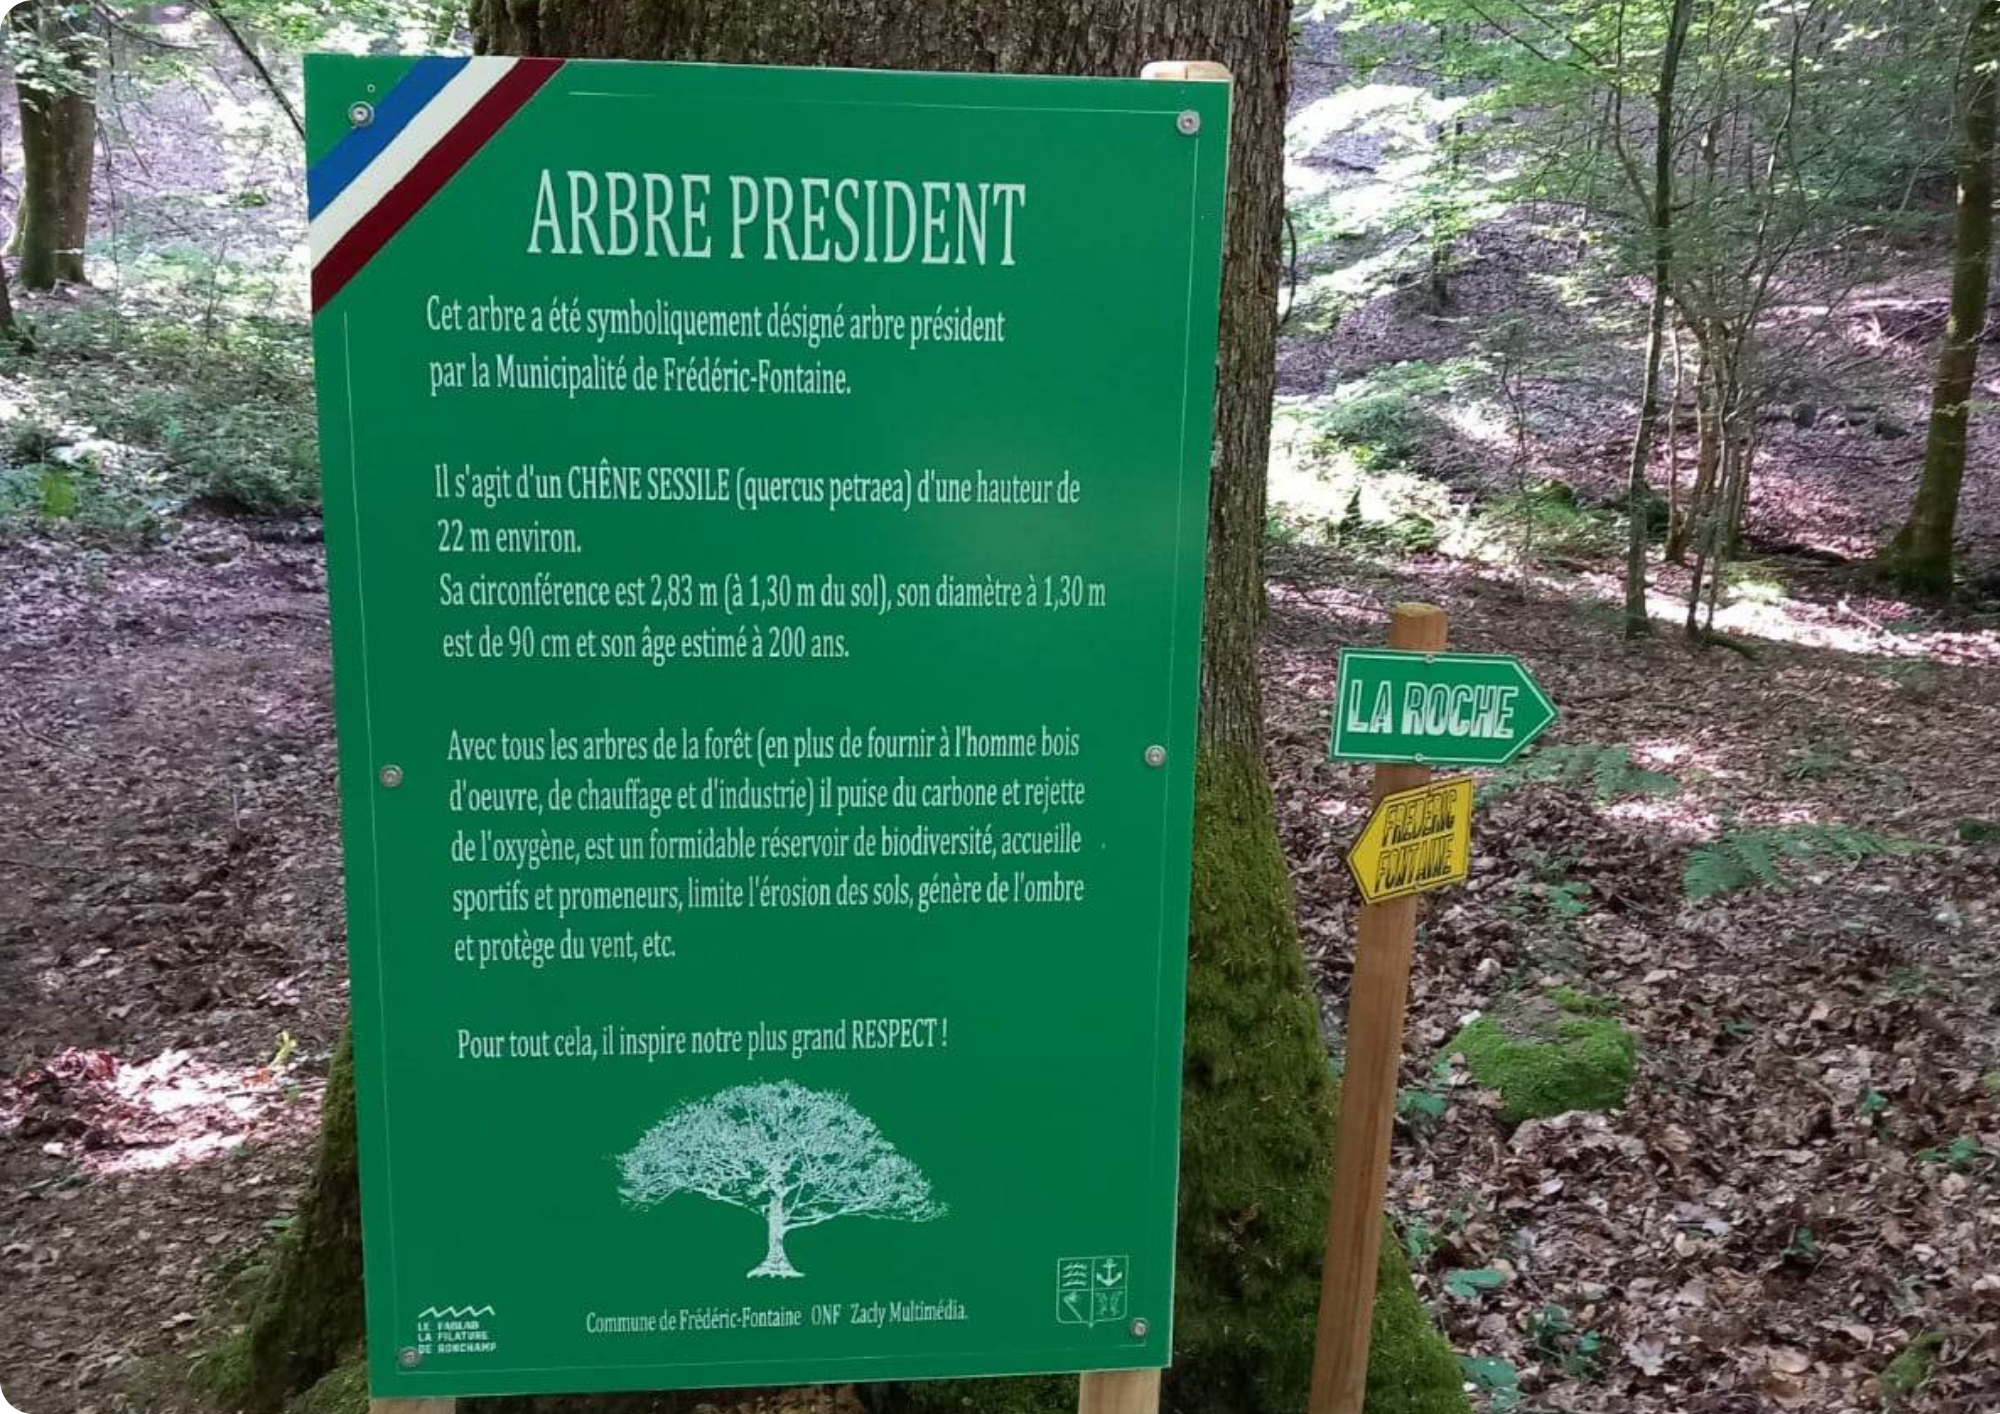 ARBRE PRESIDENT
Cet arbre a été symboliquement désigné arbre président
par la Municipalité de Frédéric-Fontaine.
Il s'agit d'un CHÊNE SESSILE (quercus petraea) d'une hauteur de
22 m environ.
Sa circonférence est 2,83 m (à 1,30 m du sol), son diamètre à 1,30 m
est de 90 cm et son âge estimé à 200 ans.
Avec tous les arbres de la forêt (en plus de fournir à l'homme bois
d'oeuvre, de chauffage et d'industrie) il puise du carbone et rejette
de l'oxygène, est un formidable réservoir de biodiversité, accueille
sportifs et promeneurs, limite l'érosion des sols, génère de l'ombre
et protège du vent, etc.
Pour tout cela, il inspire notre plus grand RESPECT !
LE FABLAB
LA FILATURE
DE RONCHAMP
Commune de Frédéric-Fontaine ONF Zacly Multimédia.
LA ROCHE
FREDERIC
FONTAINE